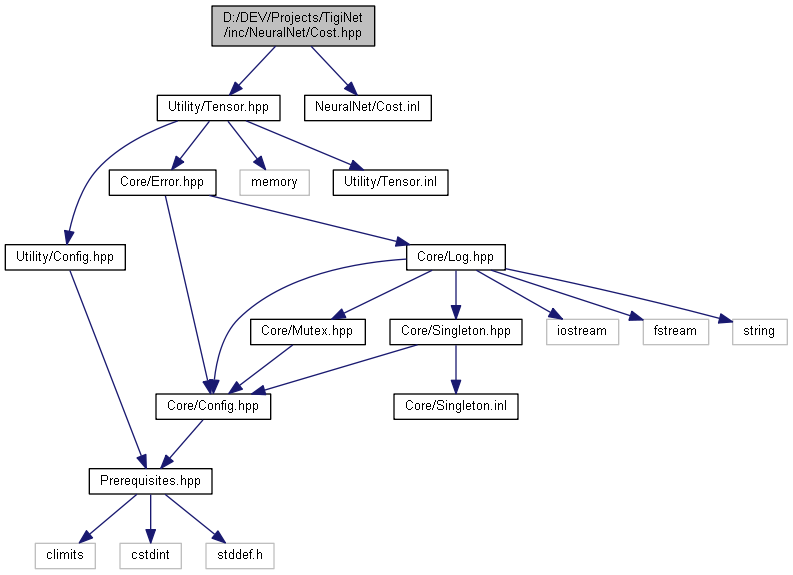 D:/DEV/Projects/TigiNet
/inc/NeuralNet/Cost.hpp
Utility/Tensor.hpp
NeuralNet/Cost.inl
Core/Error.hpp
memory
Utility/Tensor.inl
Utility/Config.hpp
Core/Log.hpp
Core/Mutex.hpp
Core/Singleton.hpp
iostream
fstream
string
Core/Config.hpp
Core/Singleton.inl
Prerequisites.hpp
climits
cstdint
stddef.h